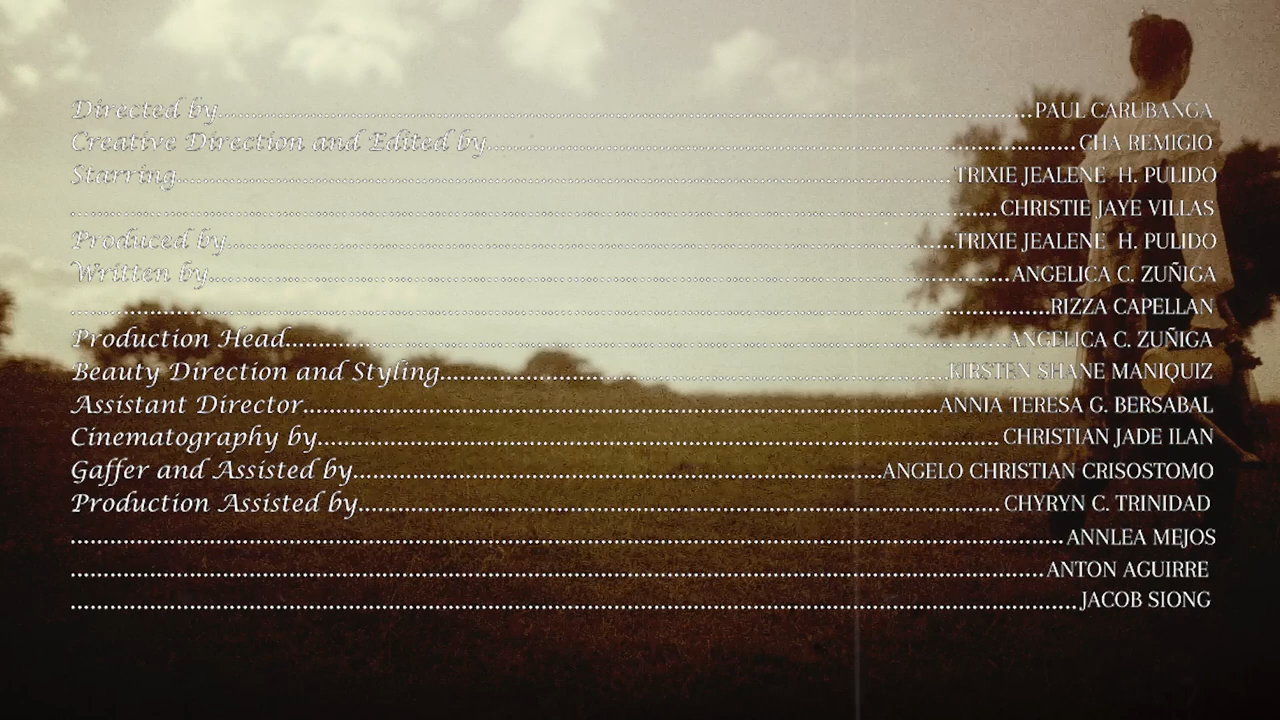 Directed by..........PAUL CARUBANGA
Creative Direction and Edited by..........CHA REMIGIO
Starring..........TRIXIE JEALENE H. PULIDO
..........CHRISTIE JAYE VILLAS
Produced by..........TRIXIE JEALENE H. PULIDO
Written by..........ANGELICA C. ZUÑIGA
..........RIZZA CAPELLAN
Production Head..........ANGELICA C. ZUÑIGA
Beauty Direction and Styling..........KIRSTEN SHANE MANIQUIZ
Assistant Director..........ANNIA TERESA G. BERSABAL
Cinematography by..........CHRISTIAN JADE ILAN
Gaffer and Assisted by..........ANGELO CHRISTIAN CRISOSTOMO
Production Assisted by..........CHYRYN C. TRINIDAD
..........ANNLEA MEJOS
..........ANTON AGUIRRE
..........JACOB SIONG